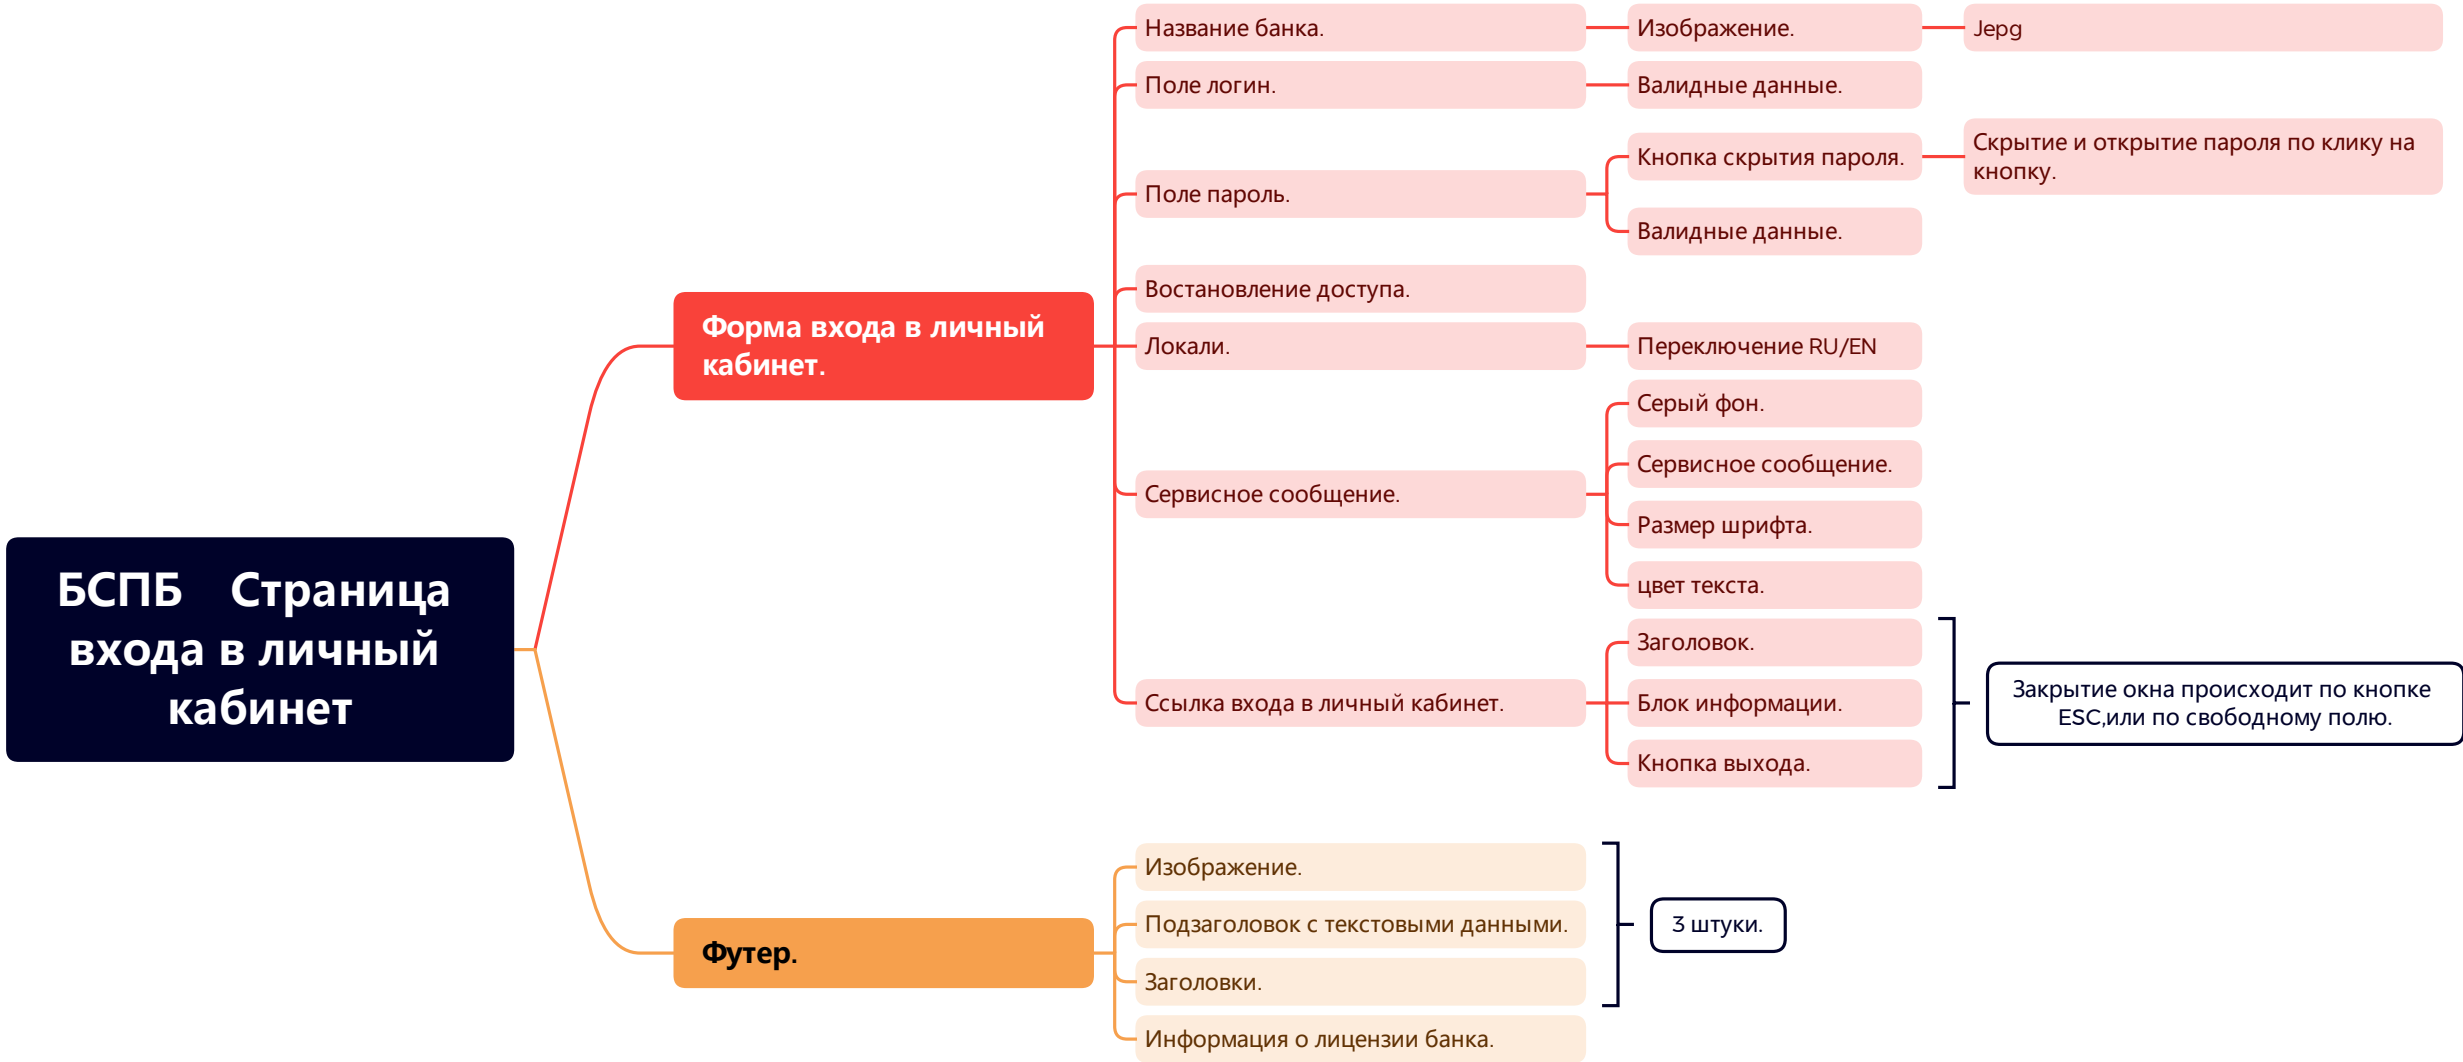 БСПБ Страница
входа в личный
кабинет
Форма входа в личный
кабинет.
Название банка.
Изображение.
Jepg
Поле логин.
Валидные данные.
Поле пароль.
Кнопка скрытия пароля.
Скрытие и открытие пароля по клику на
кнопку.
Валидные данные.
Востановление доступа.
Локали.
Переключение RU/EN
Сервисное сообщение.
Серый фон.
Сервисное сообщение.
Размер шрифта.
цвет текста.
Ссылка входа в личный кабинет.
Заголовок.
Блок информации.
Кнопка выхода.
Закрытие окна происходит по кнопке
ESC,или по свободному полю.
Футер.
Изображение.
Подзаголовок с текстовыми данными.
Заголовки.
3 штуки.
Информация о лицензии банка.